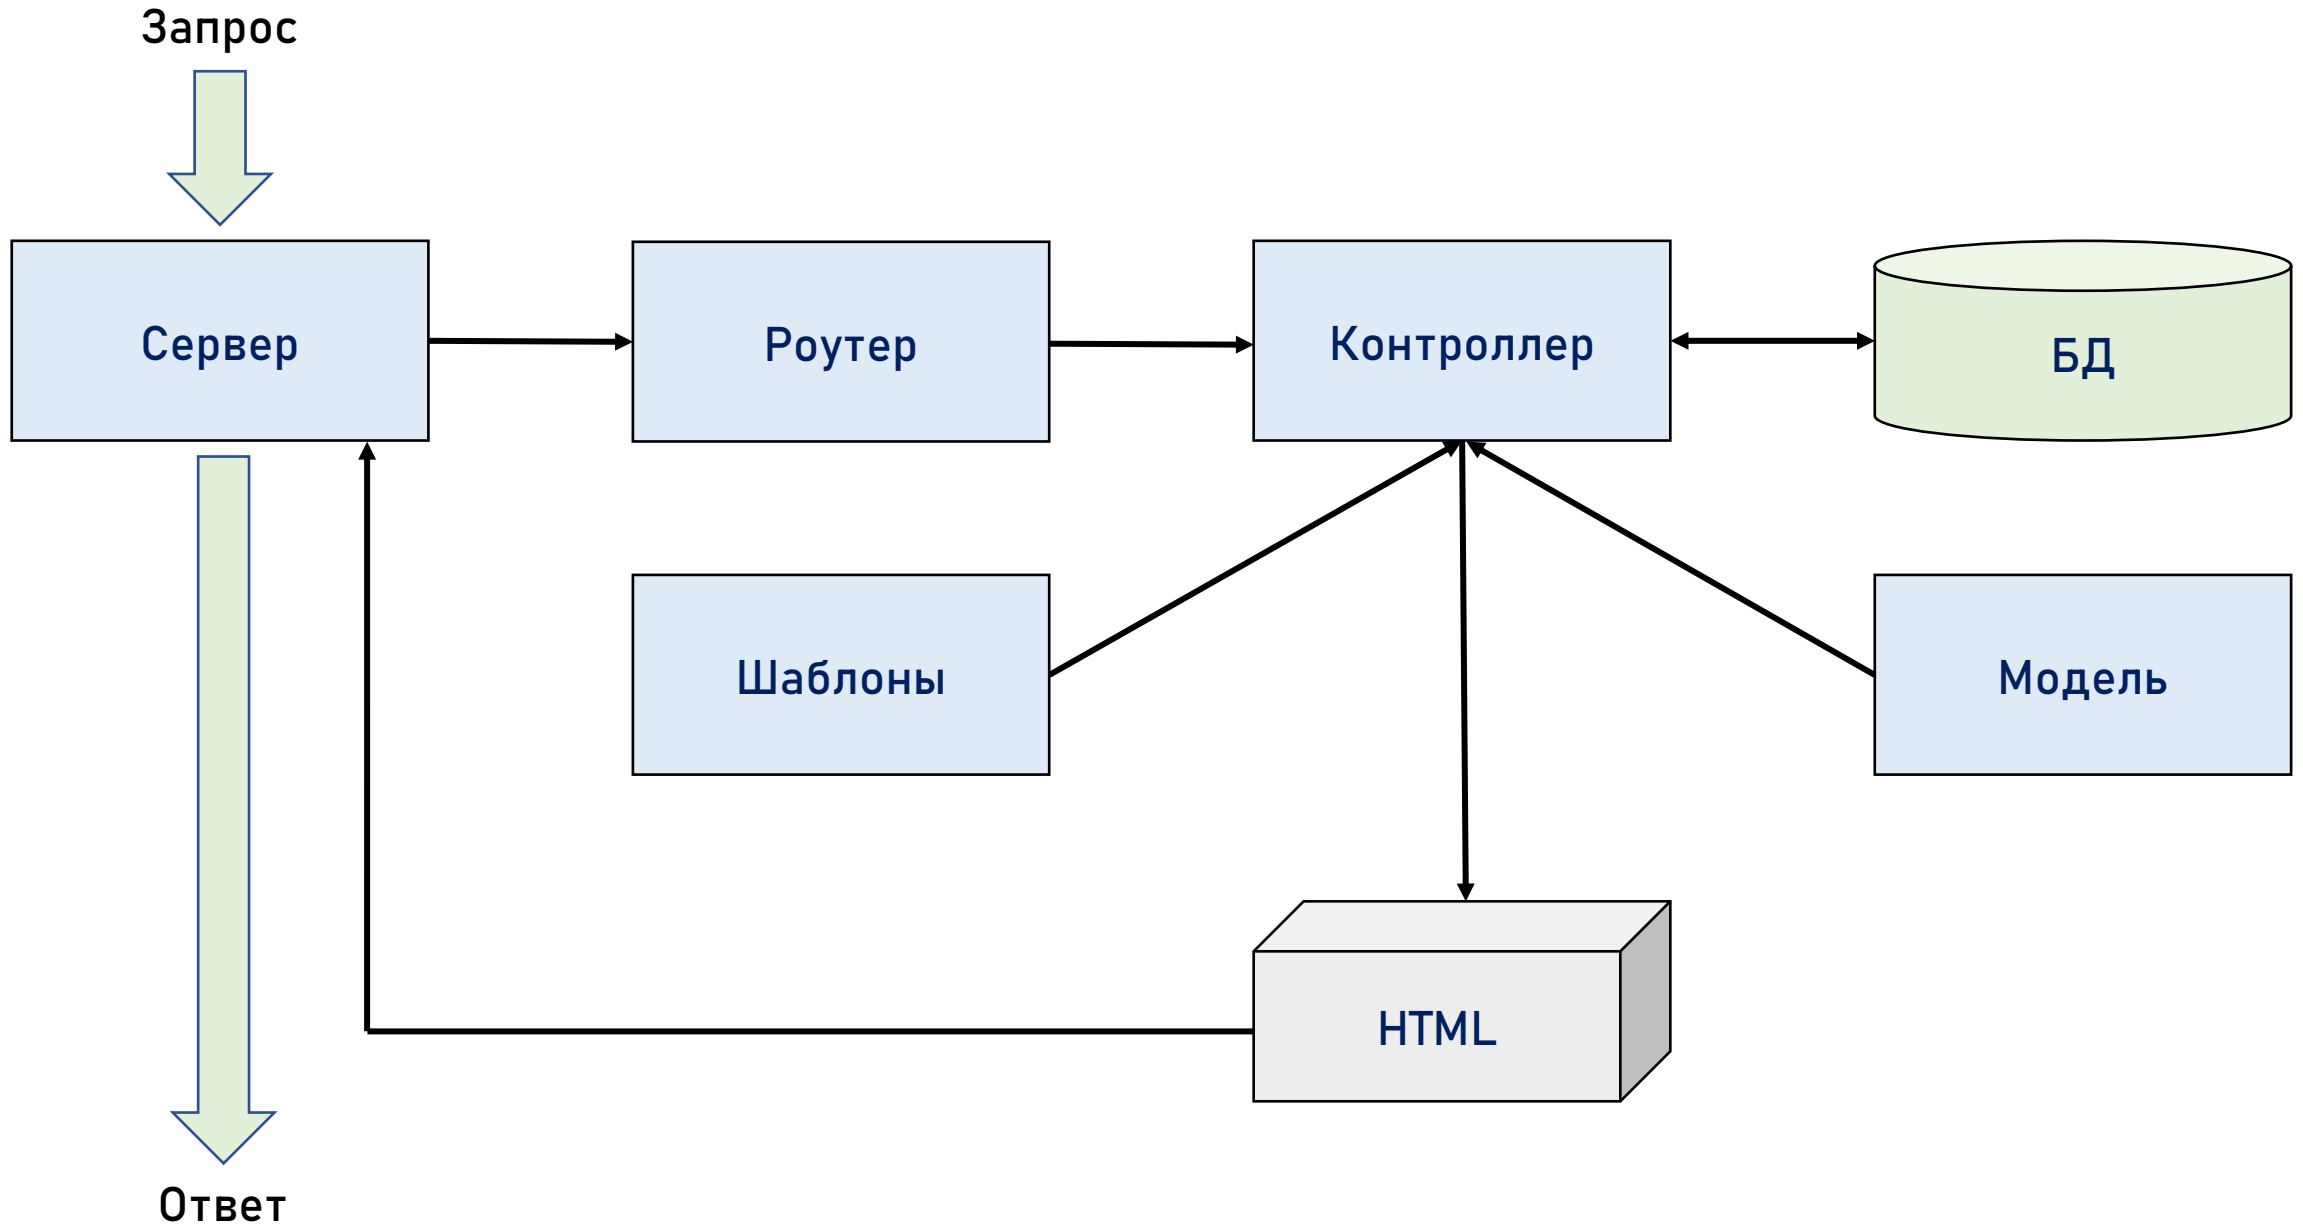 Запрос
Сервер
Роутер
Контроллер
БД
Шаблоны
Модель
HTML
Ответ